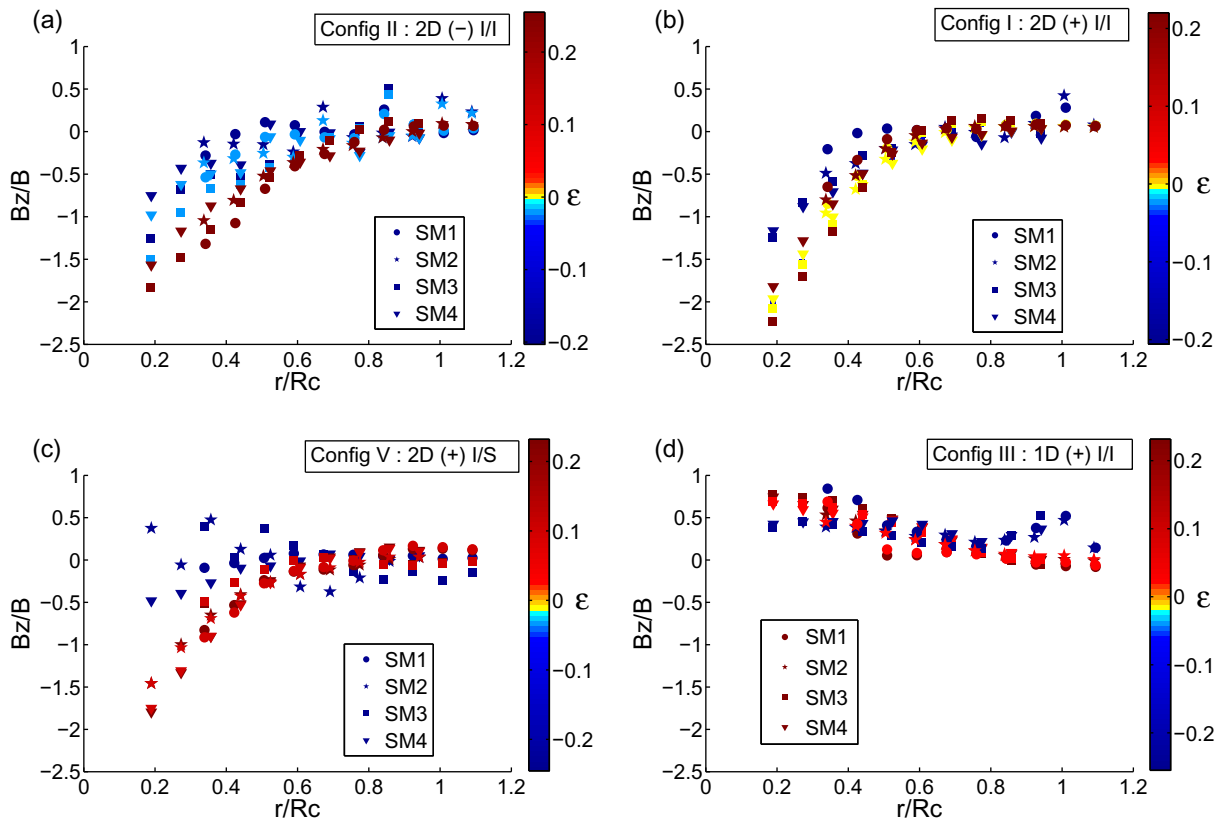 (a)
Config II : 2D (−) I/I
1
0.5
0
−0.5
−1
−1.5
−2
−2.5
Bz/B
0
0.2
0.4
0.6
0.8
1
1.2
r/Rc
SM1
SM2
SM3
SM4
0.2
0.1
0
−0.1
−0.2
ε
(b)
Config I : 2D (+) I/I
1
0.5
0
−0.5
−1
−1.5
−2
−2.5
Bz/B
0
0.2
0.4
0.6
0.8
1
1.2
r/Rc
SM1
SM2
SM3
SM4
0.2
0.1
0
−0.1
−0.2
ε
(c)
Config V : 2D (+) I/S
1
0.5
0
−0.5
−1
−1.5
−2
−2.5
Bz/B
0
0.2
0.4
0.6
0.8
1
1.2
r/Rc
SM1
SM2
SM3
SM4
0.2
0.1
0
−0.1
−0.2
ε
(d)
Config III : 1D (+) I/I
1
0.5
0
−0.5
−1
−1.5
−2
−2.5
Bz/B
0
0.2
0.4
0.6
0.8
1
1.2
r/Rc
SM1
SM2
SM3
SM4
0.2
0.1
0
−0.1
−0.2
ε